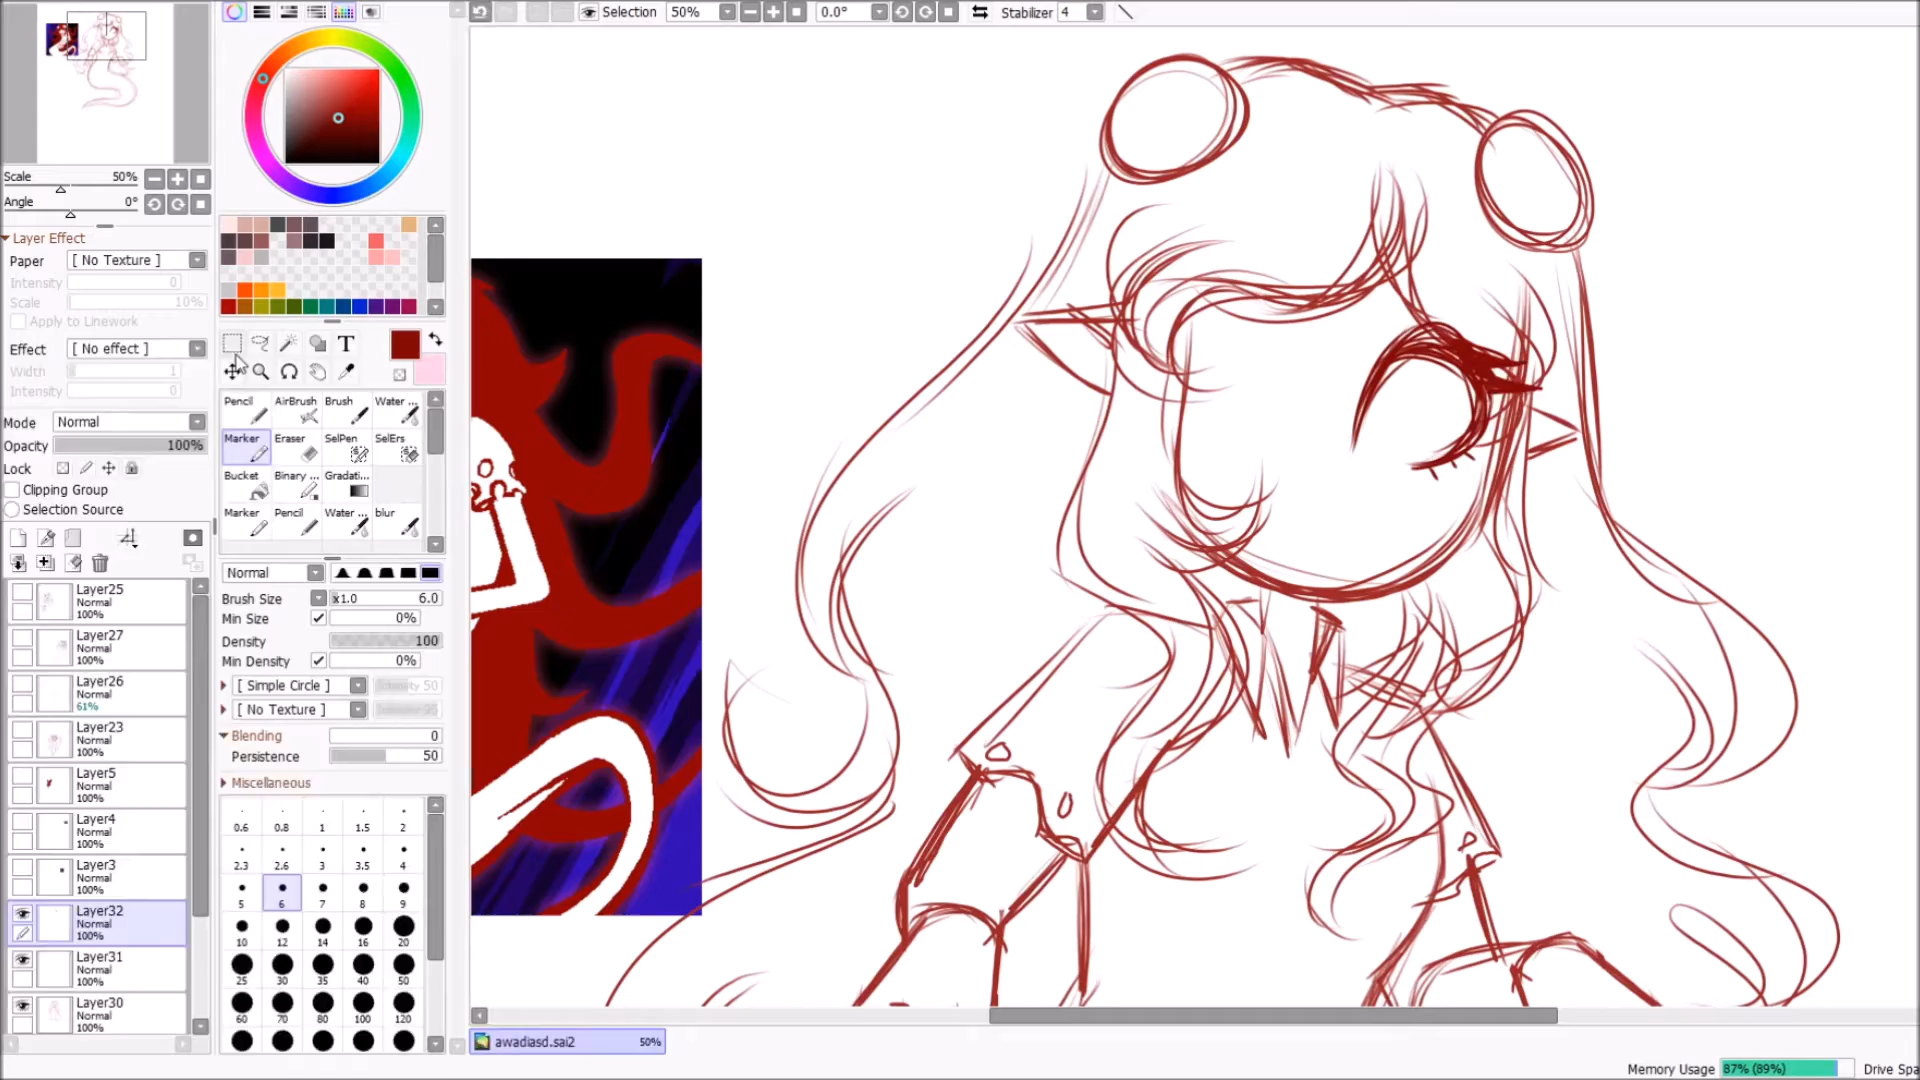 Selection 50% 0.0° Stabilizer 4
Scale 50%
Angle 0°
Layer Effect
Paper [ No Texture ]
Intensity 0
Scale 10%
Apply to Linework
Effect [ No effect ]
Width 1
Intensity 0
Mode Normal
Opacity 100%
Lock
Clipping Group
Selection Source
Layer25
Normal
100%
Layer27
Normal
100%
Layer26
Normal
61%
Layer23
Normal
100%
Layer5
Normal
100%
Layer4
Normal
100%
Layer3
Normal
100%
Layer32
Normal
100%
Layer31
Normal
100%
Layer30
Normal
100%
T
Pencil AirBrush Brush Water ...
Marker Eraser SelPen SelErs
Bucket Binary ... Gradati...
Marker Pencil Water ... blur
Normal
Brush Size x1.0 6.0
Min Size 0%
Density 100
Min Density 0%
[ Simple Circle ] 50
[ No Texture ]
Blending 0
Persistence 50
Miscellaneous
0.6 0.8 1 1.5 2
2.3 2.6 3 3.5 4
5 6 7 8 9
10 12 14 16 20
25 30 35 40 50
60 70 80 100 120
awadiasd.sai2 50%
Memory Usage 87% (89%) Drive Spa